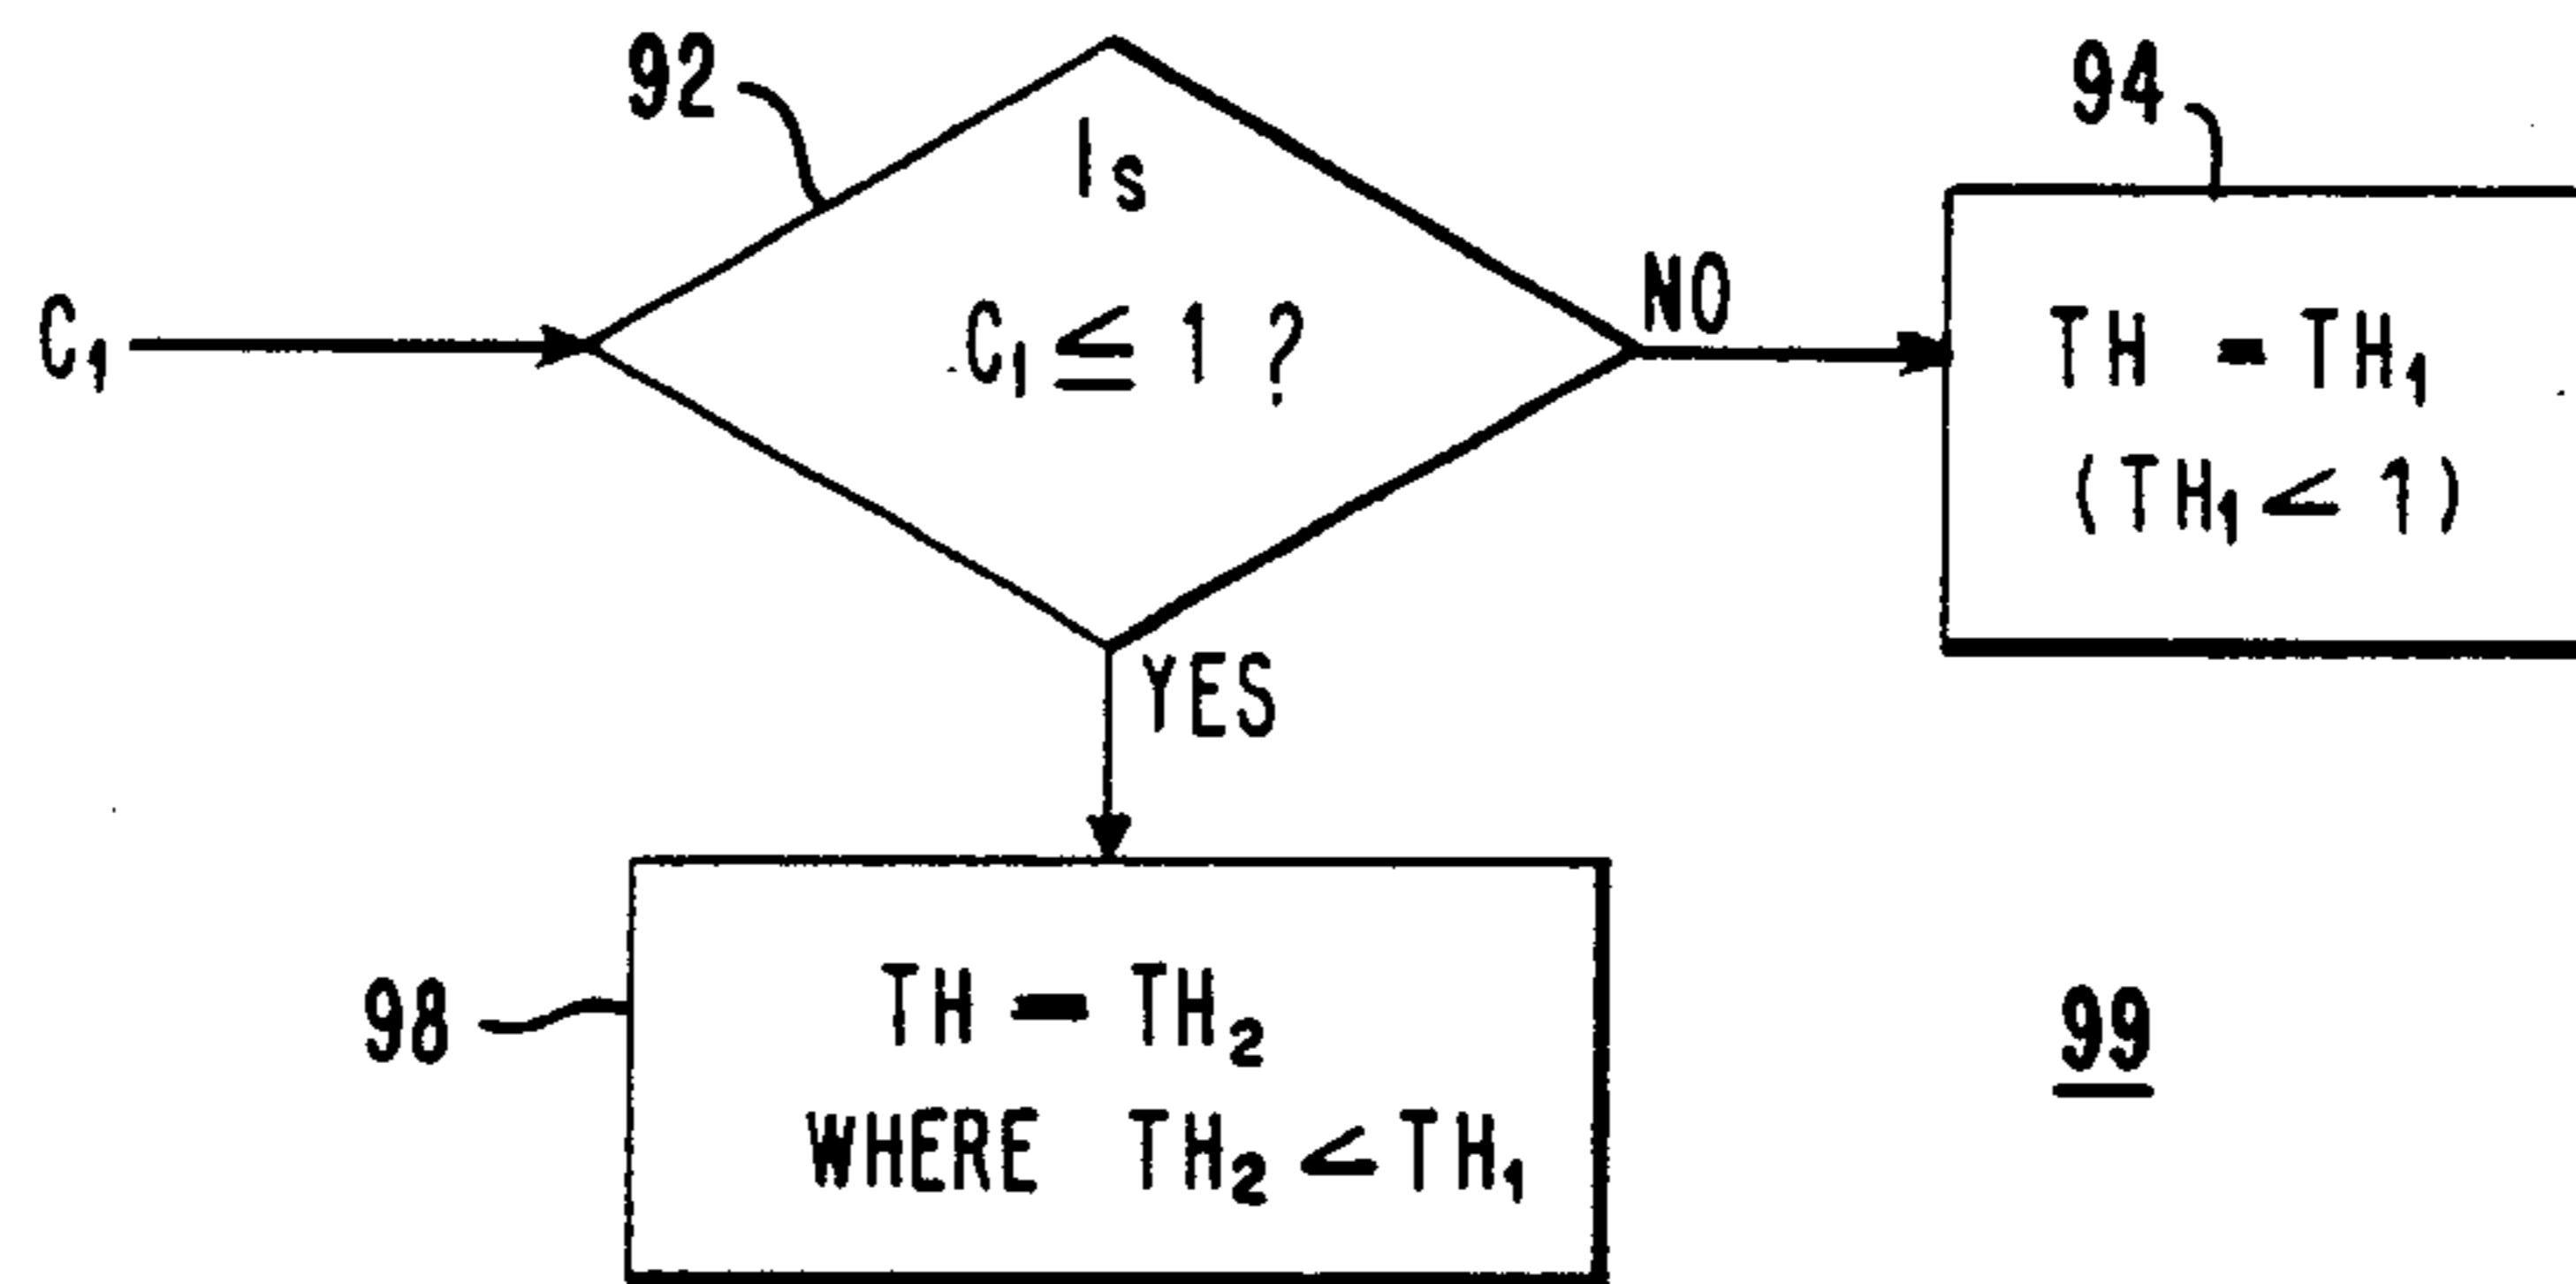 92
94
Is
C₁
C₁ ≤ 1 ?
NO
TH = TH₁
(TH₁ < 1)
YES
98
TH = TH₂
WHERE TH₂ < TH₁
99